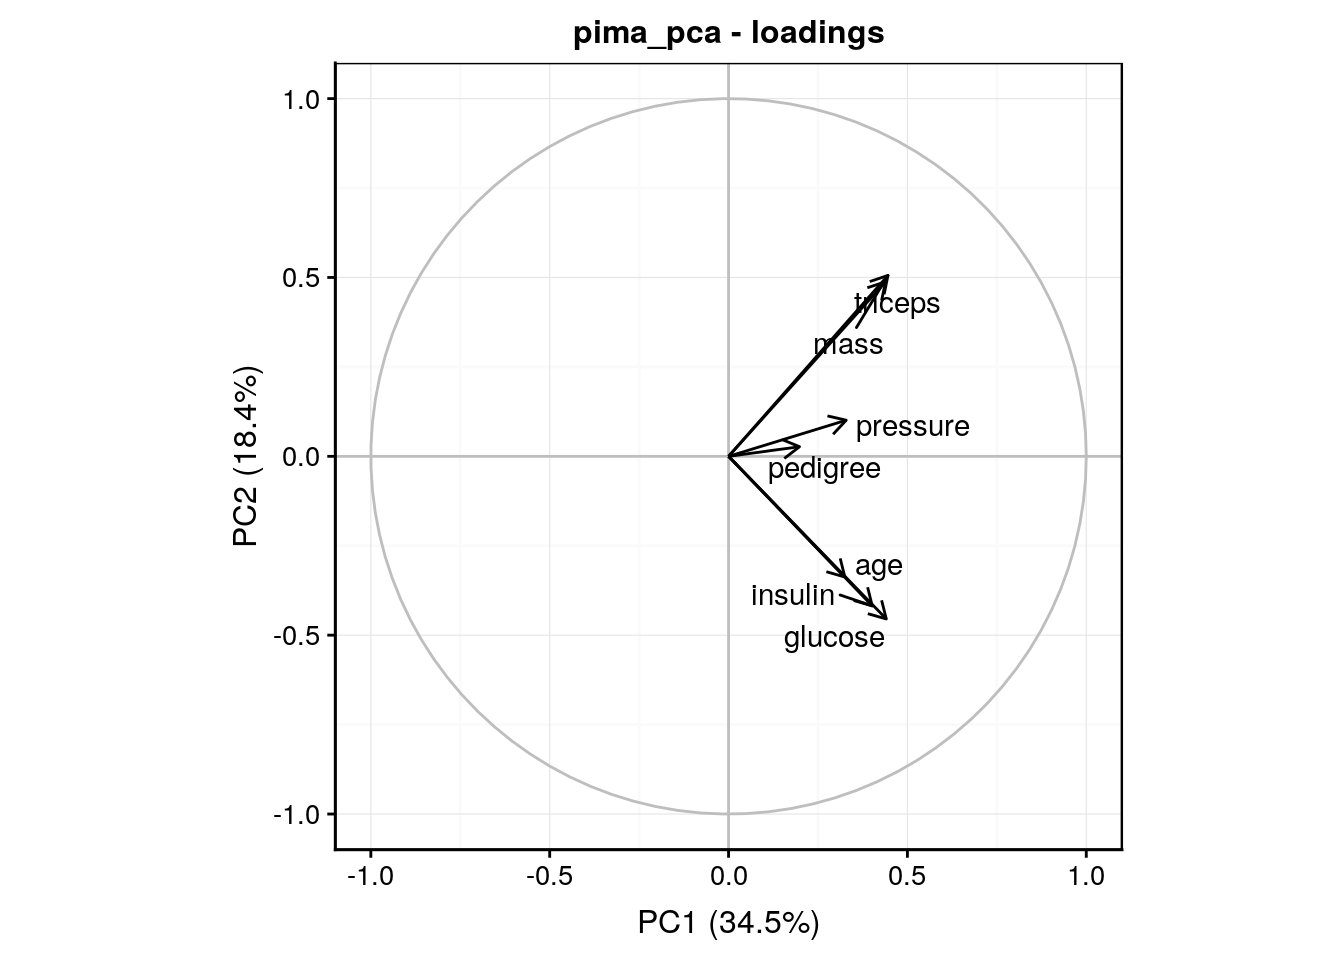 pima_pca - loadings
1.0
0.5
0.0
-0.5
-1.0
PC2 (18.4%)
triceps
mass
pressure
pedigree
age
insulin
glucose
-1.0
-0.5
0.0
0.5
1.0
PC1 (34.5%)